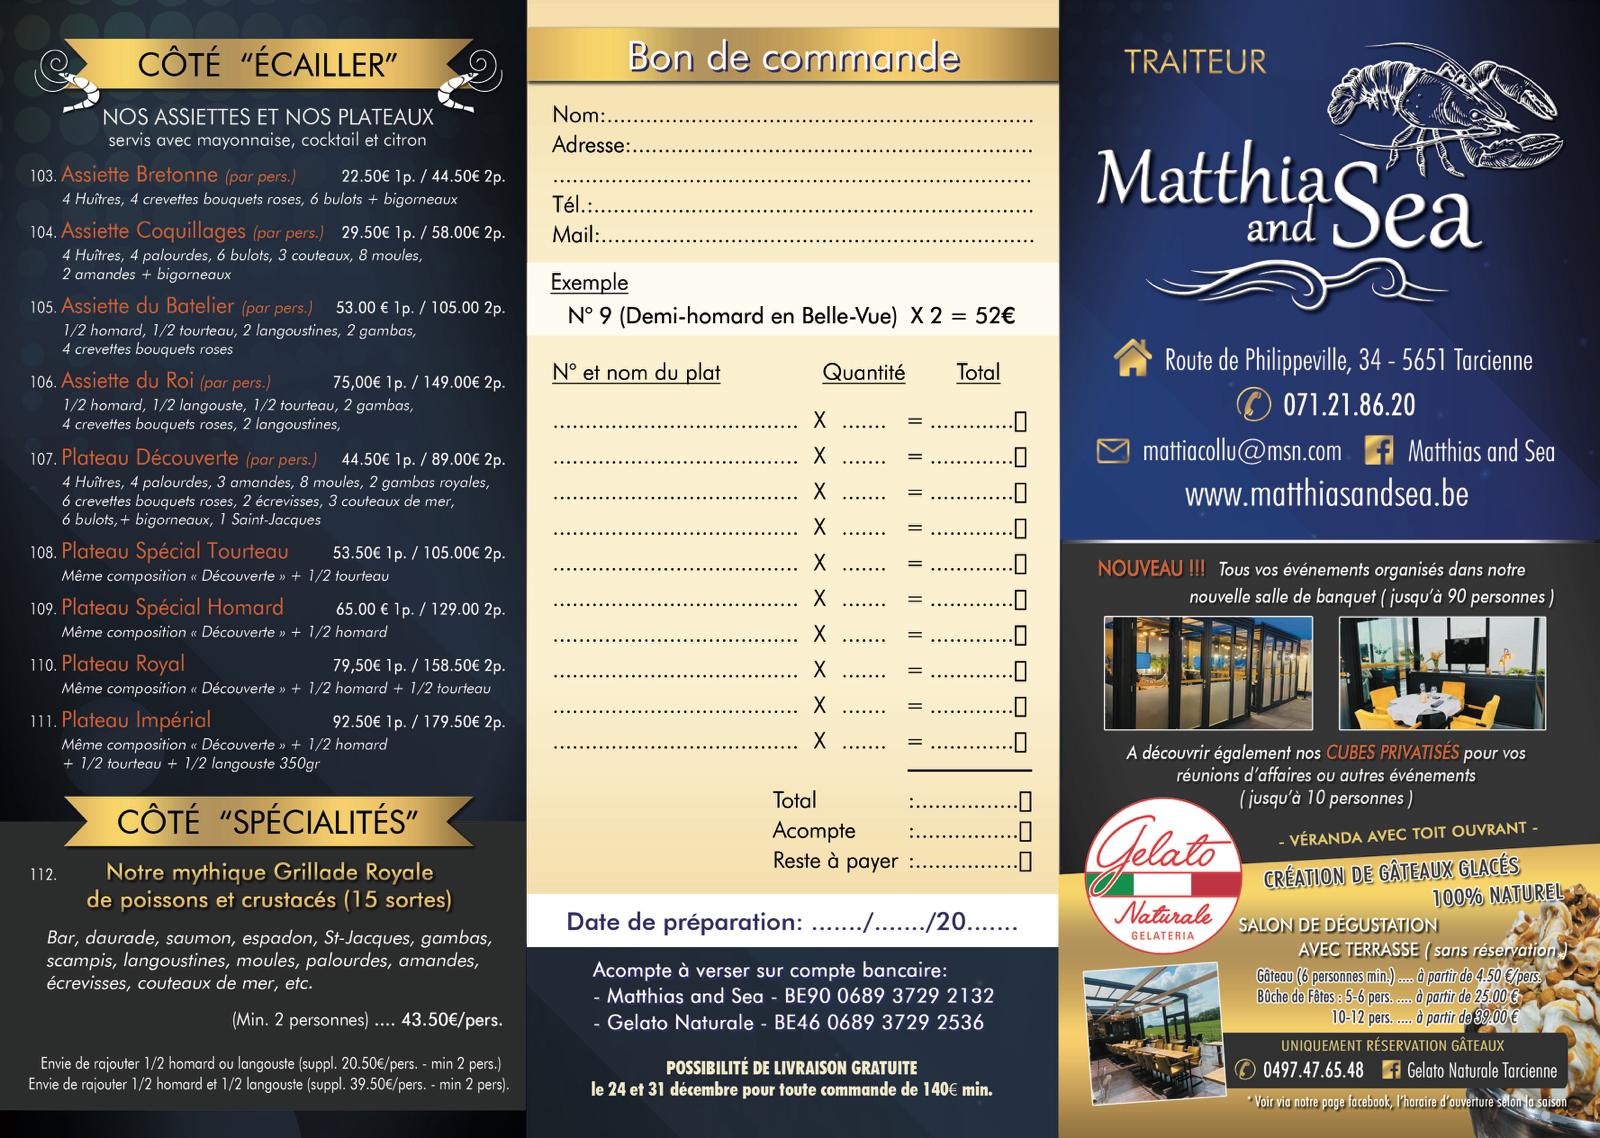 CÔTÉ "ÉCAILLER"
NOS ASSIETTES ET NOS PLATEAUX
servis avec mayonnaise, cocktail et citron
103. Assiette Bretonne (par pers.) 22.50€ 1p. / 44.50€ 2p.
4 Huîtres, 4 crevettes bouquets roses, 6 bulots + bigorneaux
104. Assiette Coquillages (par pers.) 29.50€ 1p. / 58.00€ 2p.
4 Huîtres, 4 palourdes, 6 bulots, 3 couteaux, 8 moules,
2 amandes + bigorneaux
105. Assiette du Batelier (par pers.) 53.00 € 1p. / 105.00 2p.
1/2 homard, 1/2 tourteau, 2 langoustines, 2 gambas,
4 crevettes bouquets roses
106. Assiette du Roi (par pers.) 75,00€ 1p. / 149.00€ 2p.
1/2 homard, 1/2 langouste, 1/2 tourteau, 2 gambas,
4 crevettes bouquets roses, 2 langoustines,
107. Plateau Découverte (par pers.) 44.50€ 1p. / 89.00€ 2p.
4 Huîtres, 4 palourdes, 3 amandes, 8 moules, 2 gambas royales,
6 crevettes bouquets roses, 2 écrevisses, 3 couteaux de mer,
6 bulots,+ bigorneaux, 1 Saint-Jacques
108. Plateau Spécial Tourteau 53.50€ 1p. / 105.00€ 2p.
Même composition « Découverte » + 1/2 tourteau
109. Plateau Spécial Homard 65.00 € 1p. / 129.00 2p.
Même composition « Découverte » + 1/2 homard
110. Plateau Royal 79,50€ 1p. / 158.50€ 2p.
Même composition « Découverte » + 1/2 homard + 1/2 tourteau
111. Plateau Impérial 92.50€ 1p. / 179.50€ 2p.
Même composition « Découverte » + 1/2 homard
+ 1/2 tourteau + 1/2 langouste 350gr
CÔTÉ "SPÉCIALITÉS"
112. Notre mythique Grillade Royale
de poissons et crustacés (15 sortes)
Bar, daurade, saumon, espadon, St-Jacques, gambas,
scampis, langoustines, moules, palourdes, amandes,
écrevisses, couteaux de mer, etc.
(Min. 2 personnes) .... 43.50€/pers.
Envie de rajouter 1/2 homard ou langouste (suppl. 20.50€/pers. - min 2 pers.)
Envie de rajouter 1/2 homard et 1/2 langouste (suppl. 39.50€/pers. - min 2 pers).
Bon de commande
Nom:..............................
Adresse:..............................
..............................
Tél.:..............................
Mail:..............................
Exemple
N° 9 (Demi-homard en Belle-Vue) X 2 = 52€
N° et nom du plat Quantité Total
.............................. X ....... = ..............
.............................. X ....... = ..............
.............................. X ....... = ..............
.............................. X ....... = ..............
.............................. X ....... = ..............
.............................. X ....... = ..............
.............................. X ....... = ..............
.............................. X ....... = ..............
.............................. X ....... = ..............
.............................. X ....... = ..............
Total :.................
Acompte :.................
Reste à payer :.................
Date de préparation: ......./......./20.......
Acompte à verser sur compte bancaire:
- Matthias and Sea - BE90 0689 3729 2132
- Gelato Naturale - BE46 0689 3729 2536
POSSIBILITÉ DE LIVRAISON GRATUITE
le 24 et 31 décembre pour toute commande de 140€ min.
TRAITEUR
Matthia
and Sea
Route de Philippeville, 34 - 5651 Tarcienne
071.21.86.20
mattiacollu@msn.com Matthias and Sea
www.matthiasandsea.be
NOUVEAU !!! Tous vos événements organisés dans notre
nouvelle salle de banquet ( jusqu'à 90 personnes )
A découvrir également nos CUBES PRIVATISÉS pour vos
réunions d'affaires ou autres événements
( jusqu'à 10 personnes )
- VÉRANDA AVEC TOIT OUVRANT -
Gelato
Naturale
GELATERIA
CRÉATION DE GÂTEAUX GLACÉS
100% NATUREL
SALON DE DÉGUSTATION
AVEC TERRASSE ( sans réservation )
Gâteau (6 personnes min.) .... à partir de 4.50 €/pers.
Bûche de Fêtes : 5-6 pers. .... à partir de 25.00 €
10-12 pers. .... à partir de 39.00 €
UNIQUEMENT RÉSERVATION GÂTEAUX
0497.47.65.48 Gelato Naturale Tarcienne
* Voir via notre page facebook, l'horaire d'ouverture selon la saison